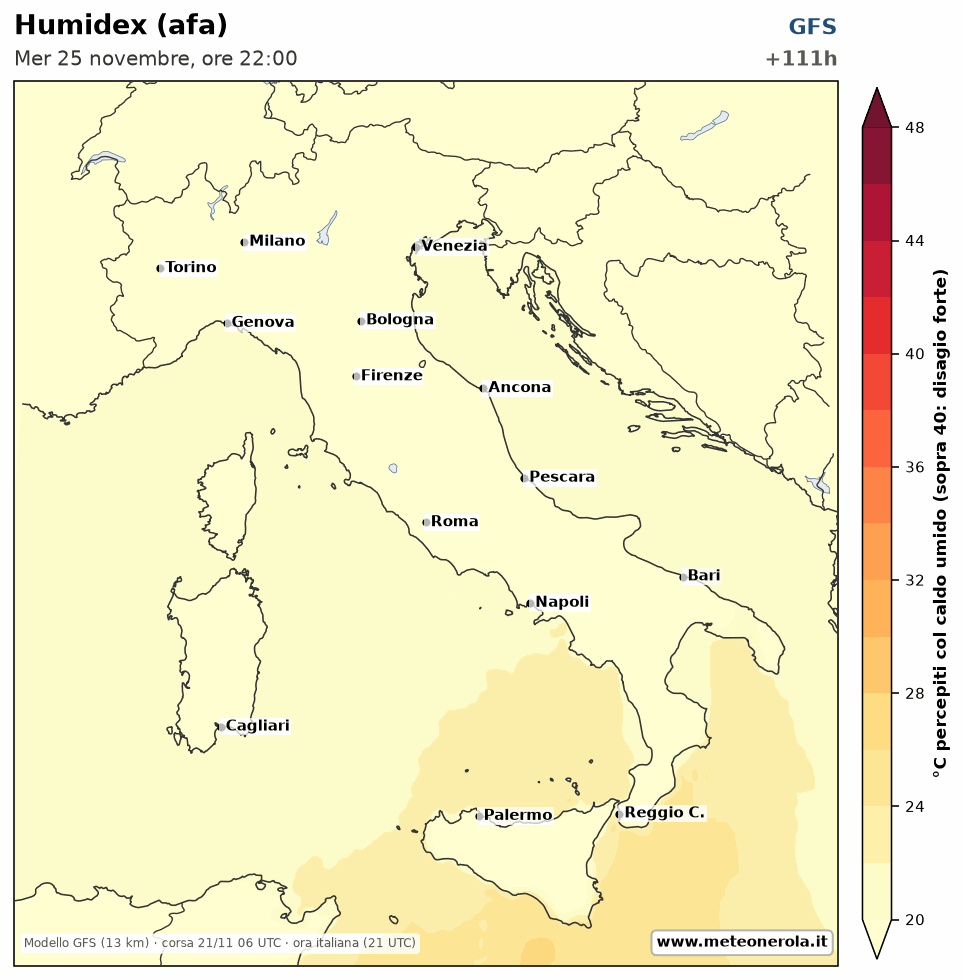 Humidex (afa)
GFS
Mer 25 novembre, ore 22:00
+111h
Milano
Venezia
Torino
Genova
Bologna
Firenze
Ancona
Pescara
Roma
Bari
Napoli
Cagliari
Palermo
Reggio C.
48
44
40
36
32
28
24
20
°C percepiti col caldo umido (sopra 40: disagio forte)
Modello GFS (13 km) · corsa 21/11 06 UTC · ora italiana (21 UTC)
www.meteonerola.it